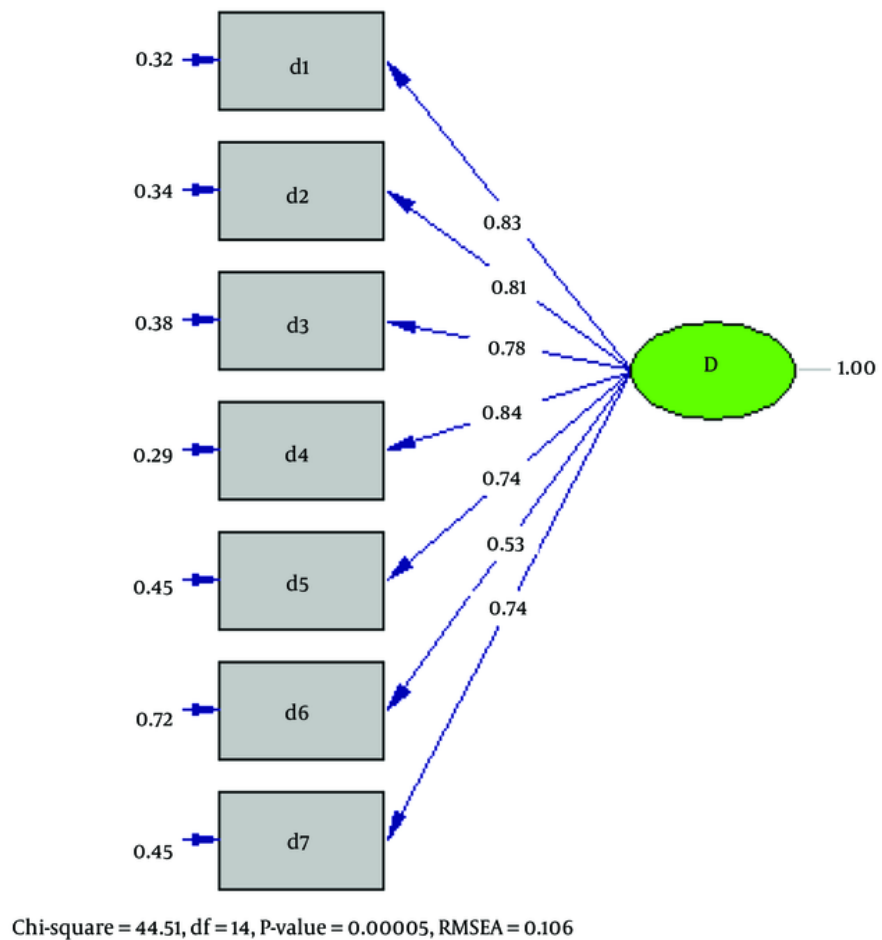 0.32 d1
0.83
0.34 d2
0.81
0.38 d3
0.78
D 1.00
0.84
0.29 d4
0.74
0.53
0.45 d5
0.74
0.72 d6
0.45 d7
Chi-square = 44.51, df = 14, P-value = 0.00005, RMSEA = 0.106